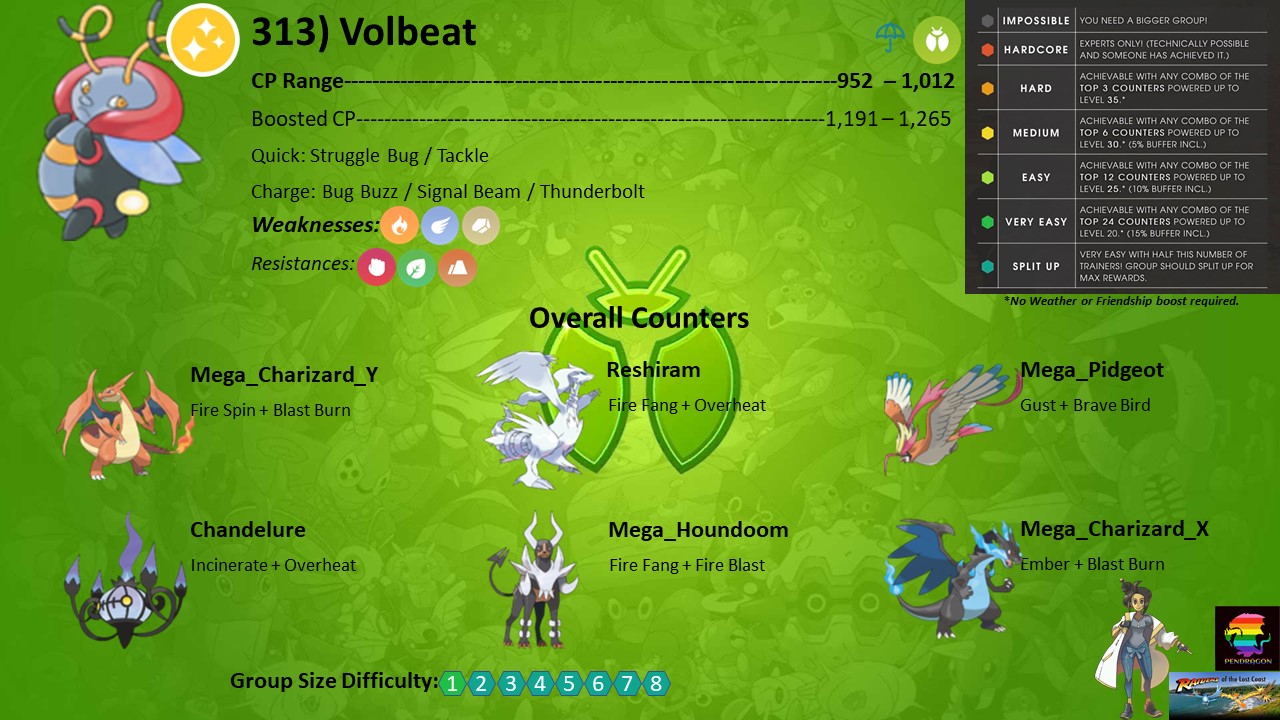 313) Volbeat
CP Range----------------------------------------------------------------------952 – 1,012
Boosted CP-------------------------------------------------------------------1,191 – 1,265
Quick: Struggle Bug / Tackle
Charge: Bug Buzz / Signal Beam / Thunderbolt
Weaknesses:
Resistances:
IMPOSSIBLE YOU NEED A BIGGER GROUP!
HARDCORE EXPERTS ONLY! (TECHNICALLY POSSIBLE
AND SOMEONE HAS ACHIEVED IT.)
HARD ACHIEVABLE WITH ANY COMBO OF THE
TOP 3 COUNTERS POWERED UP TO
LEVEL 35.*
MEDIUM ACHIEVABLE WITH ANY COMBO OF THE
TOP 6 COUNTERS POWERED UP TO
LEVEL 30.* (5% BUFFER INCL.)
EASY ACHIEVABLE WITH ANY COMBO OF THE
TOP 12 COUNTERS POWERED UP TO
LEVEL 25.* (10% BUFFER INCL.)
VERY EASY ACHIEVABLE WITH ANY COMBO OF THE
TOP 24 COUNTERS POWERED UP TO
LEVEL 20.* (15% BUFFER INCL.)
SPLIT UP VERY EASY WITH HALF THIS NUMBER OF
TRAINERS! GROUP SHOULD SPLIT UP FOR
MAX REWARDS.
*No Weather or Friendship boost required.
Overall Counters
Mega_Charizard_Y
Fire Spin + Blast Burn
Reshiram
Fire Fang + Overheat
Mega_Pidgeot
Gust + Brave Bird
Chandelure
Incinerate + Overheat
Mega_Houndoom
Fire Fang + Fire Blast
Mega_Charizard_X
Ember + Blast Burn
Group Size Difficulty: 1 2 3 4 5 6 7 8
PENDRAGON
RAIDERS of the Lost Coast